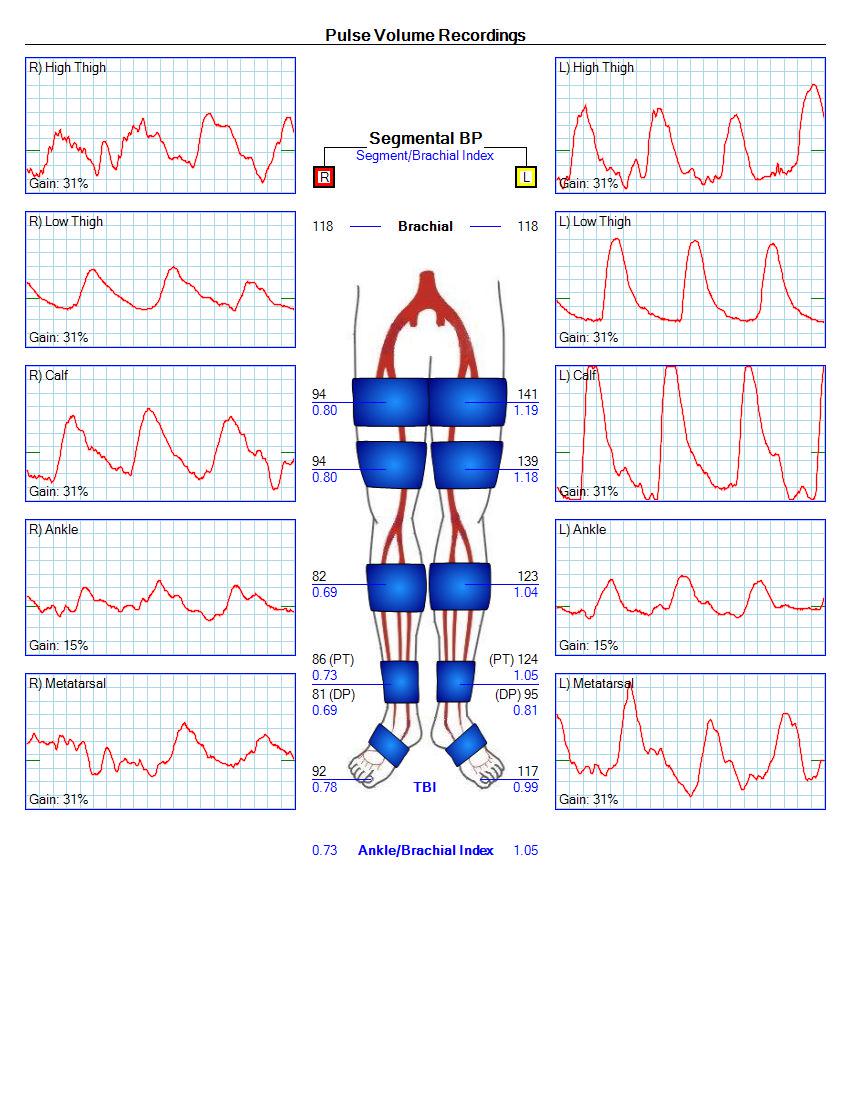 Pulse Volume Recordings
R) High Thigh
Gain: 31%
R) Low Thigh
Gain: 31%
R) Calf
Gain: 31%
R) Ankle
Gain: 15%
R) Metatarsal
Gain: 31%
Segmental BP
Segment/Brachial Index
R L
118 Brachial 118
94 141
0.80 1.19
94 139
0.80 1.18
82 123
0.69 1.04
86 (PT) (PT) 124
0.73 1.05
81 (DP) (DP) 95
0.69 0.81
92 117
0.78 TBI 0.99
0.73 Ankle/Brachial Index 1.05
L) High Thigh
Gain: 31%
L) Low Thigh
Gain: 31%
L) Calf
Gain: 31%
L) Ankle
Gain: 15%
L) Metatarsal
Gain: 31%